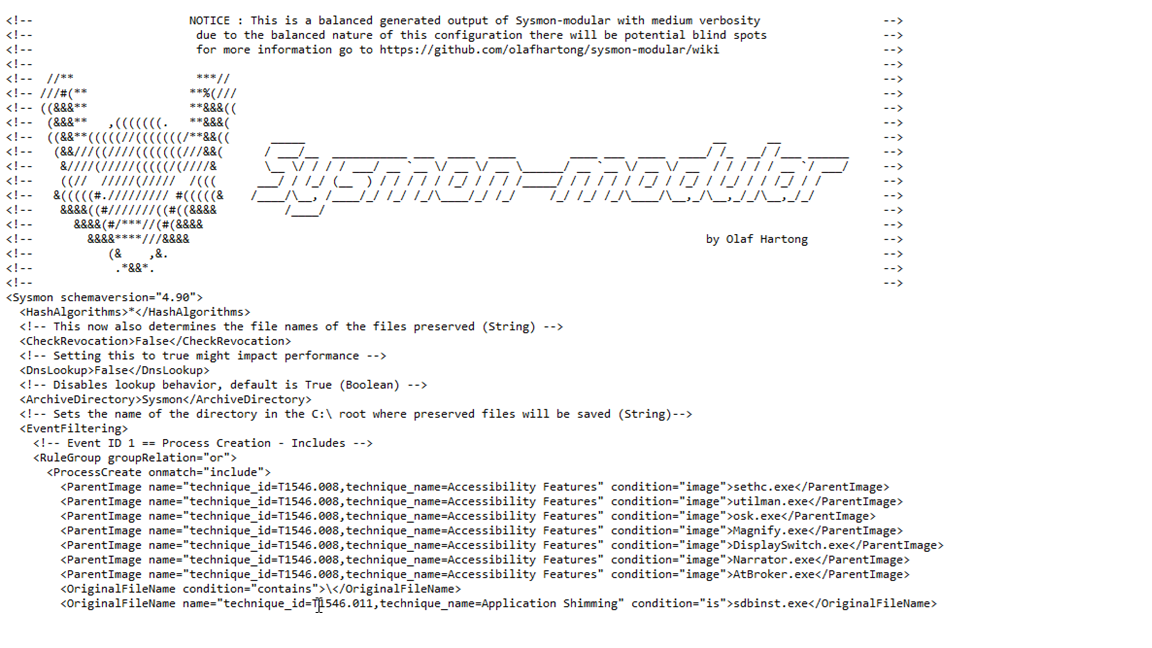 <!-- NOTICE : This is a balanced generated output of Sysmon-modular with medium verbosity -->
<!-- due to the balanced nature of this configuration there will be potential blind spots -->
<!-- for more information go to https://github.com/olafhartong/sysmon-modular/wiki -->
<!-- -->
<!-- //** ***// -->
<!-- ///#(** **%(/// -->
<!-- ((&&&** **&&&(( -->
<!-- (&&&** ,(((((((. **&&&( -->
<!-- ((&&**(((((//(((((((/**&&(( _____ __ __ -->
<!-- (&&///((////(((((((///&&( -->
<!-- &////(/////(((((/(/////& -->
<!-- ((// /////(///// /((( -->
<!-- &(((((#.///////// #(((((& -->
<!-- &&&&((#///////((#((&&&& /____/ -->
<!-- &&&&(#/***//(#(&&&& -->
<!-- &&&&****///&&&& by Olaf Hartong -->
<!-- (& ,&. -->
<!-- .*&&*. -->
<!-- -->
<Sysmon schemaversion="4.90">
<HashAlgorithms>*</HashAlgorithms>
<!-- This now also determines the file names of the files preserved (String) -->
<CheckRevocation>False</CheckRevocation>
<!-- Setting this to true might impact performance -->
<DnsLookup>False</DnsLookup>
<!-- Disables lookup behavior, default is True (Boolean) -->
<ArchiveDirectory>Sysmon</ArchiveDirectory>
<!-- Sets the name of the directory in the C:\ root where preserved files will be saved (String)-->
<EventFiltering>
<!-- Event ID 1 == Process Creation - Includes -->
<RuleGroup groupRelation="or">
<ProcessCreate onmatch="include">
<ParentImage name="technique_id=T1546.008,technique_name=Accessibility Features" condition="image">sethc.exe</ParentImage>
<ParentImage name="technique_id=T1546.008,technique_name=Accessibility Features" condition="image">utilman.exe</ParentImage>
<ParentImage name="technique_id=T1546.008,technique_name=Accessibility Features" condition="image">osk.exe</ParentImage>
<ParentImage name="technique_id=T1546.008,technique_name=Accessibility Features" condition="image">Magnify.exe</ParentImage>
<ParentImage name="technique_id=T1546.008,technique_name=Accessibility Features" condition="image">DisplaySwitch.exe</ParentImage>
<ParentImage name="technique_id=T1546.008,technique_name=Accessibility Features" condition="image">Narrator.exe</ParentImage>
<ParentImage name="technique_id=T1546.008,technique_name=Accessibility Features" condition="image">AtBroker.exe</ParentImage>
<OriginalFileName condition="contains">\</OriginalFileName>
<OriginalFileName name="technique_id=T1546.011,technique_name=Application Shimming" condition="is">sdbinst.exe</OriginalFileName>